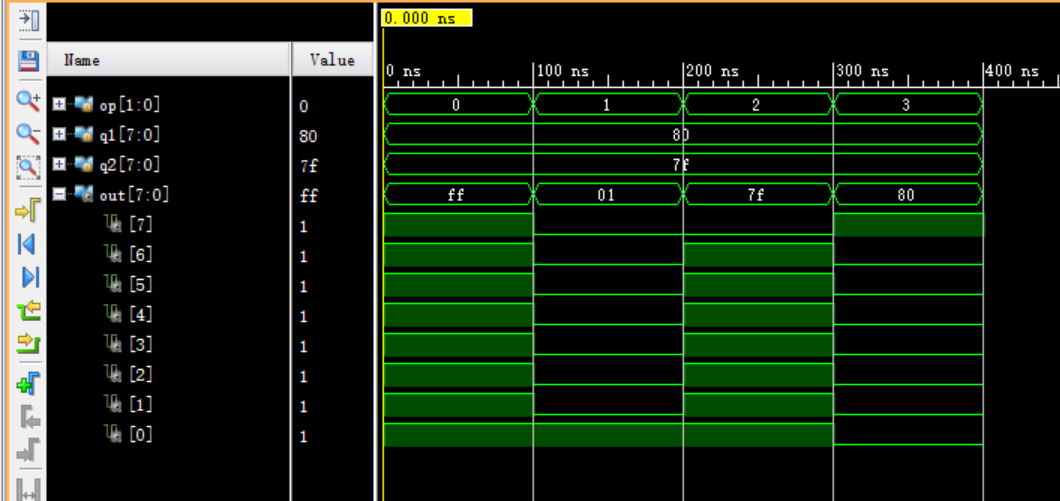 0.000 ns
Name Value
0 ns 100 ns 200 ns 300 ns 400 ns
op[1:0] 0 0 1 2 3
q1[7:0] 80 80
q2[7:0] 7f 7f
out[7:0] ff ff 01 7f 80
[7] 1
[6] 1
[5] 1
[4] 1
[3] 1
[2] 1
[1] 1
[0] 1